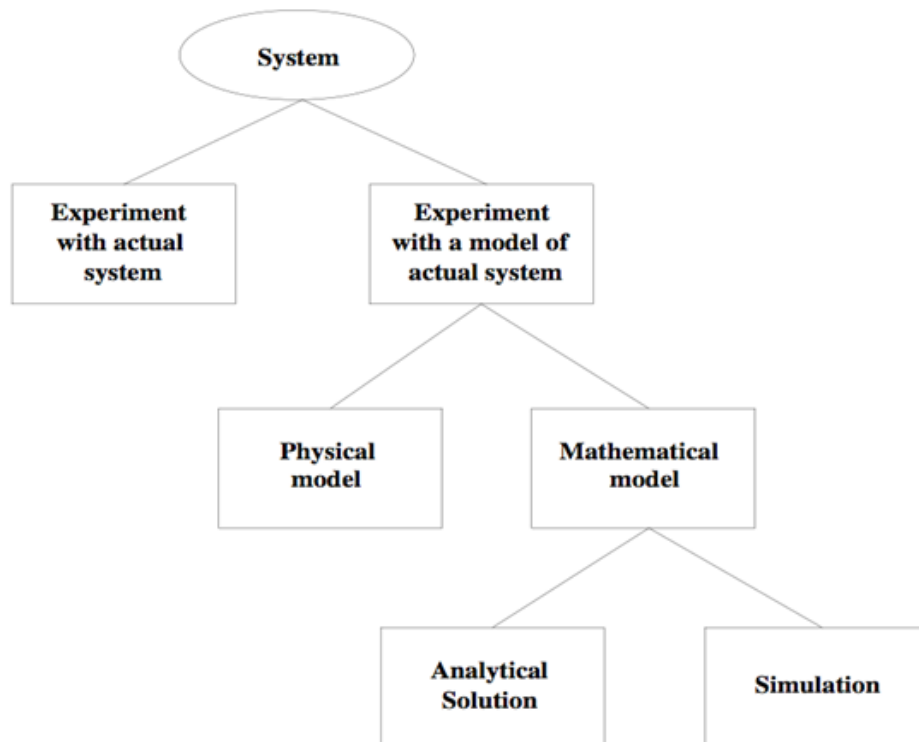 System
Experiment
with actual
system
Experiment
with a model of
actual system
Physical
model
Mathematical
model
Analytical
Solution
Simulation